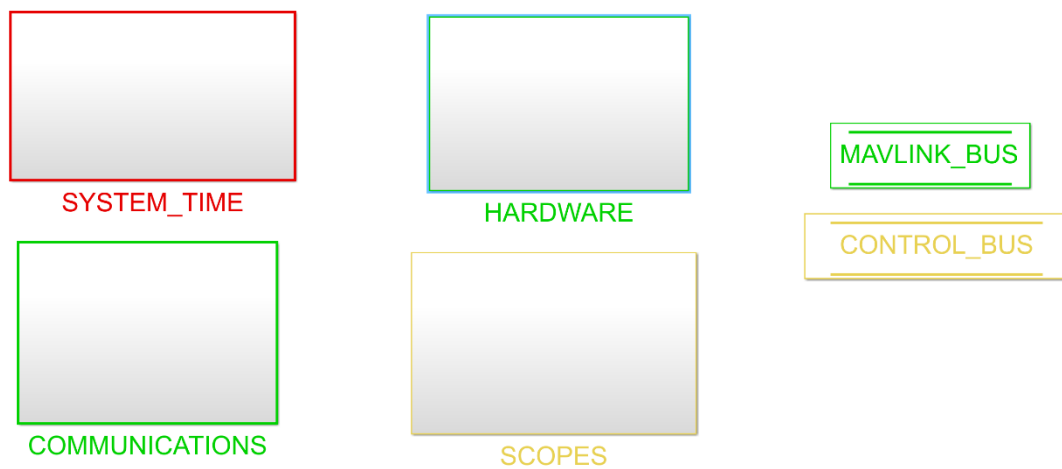 SYSTEM_TIME
HARDWARE
MAVLINK_BUS
CONTROL_BUS
COMMUNICATIONS
SCOPES